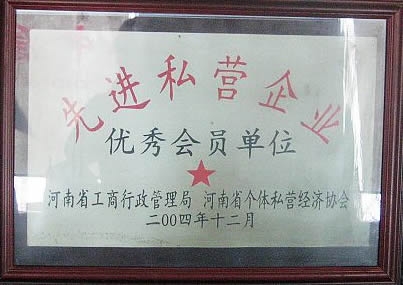 先进私营企业
优秀会员单位
河南省工商行政管理局 河南省个体私营经济协会
二00四年十二月